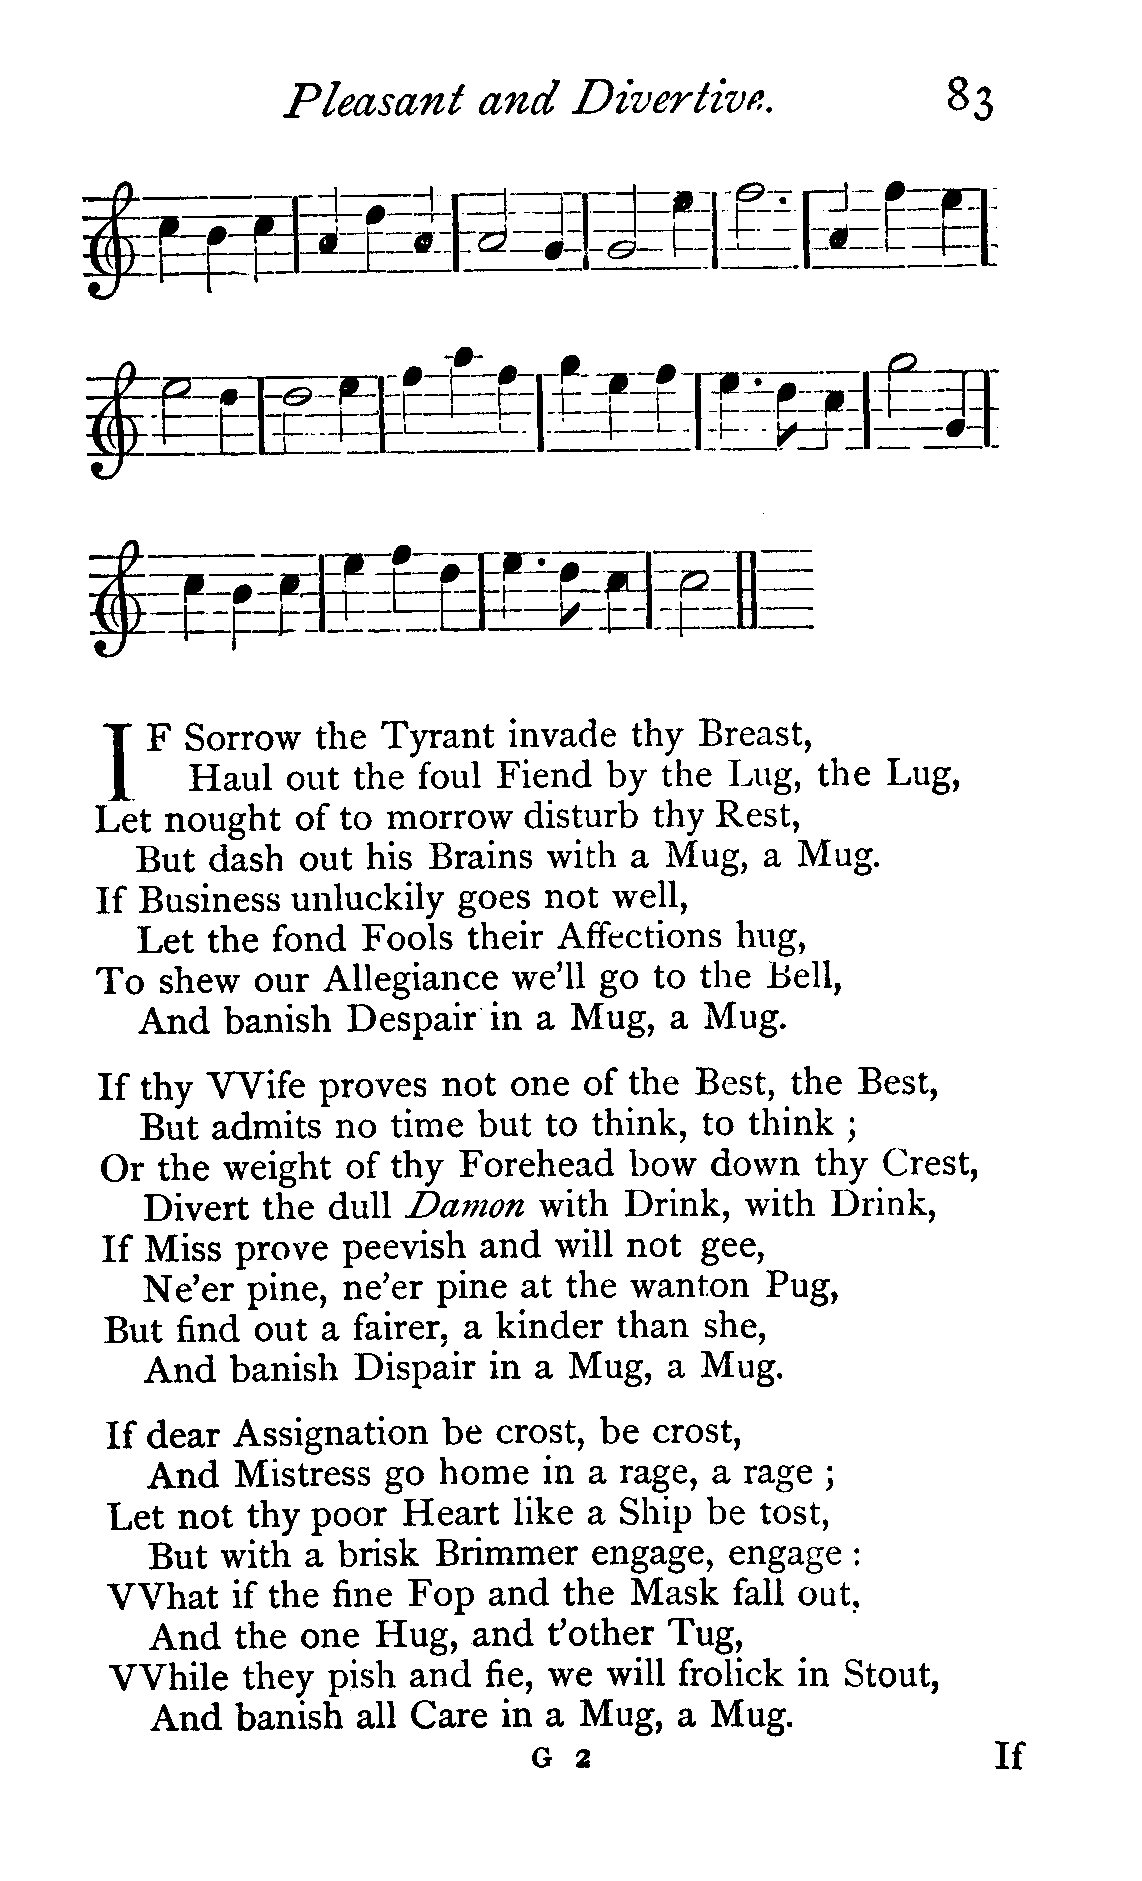 Pleasant and Divertive. 83
IF Sorrow the Tyrant invade thy Breast,
Haul out the foul Fiend by the Lug, the Lug,
Let nought of to morrow disturb thy Rest,
But dash out his Brains with a Mug, a Mug.
If Business unluckily goes not well,
Let the fond Fools their Affections hug,
To shew our Allegiance we'll go to the Bell,
And banish Despair in a Mug, a Mug.
If thy VVife proves not one of the Best, the Best,
But admits no time but to think, to think ;
Or the weight of thy Forehead bow down thy Crest,
Divert the dull Damon with Drink, with Drink,
If Miss prove peevish and will not gee,
Ne'er pine, ne'er pine at the wanton Pug,
But find out a fairer, a kinder than she,
And banish Dispair in a Mug, a Mug.
If dear Assignation be crost, be crost,
And Mistress go home in a rage, a rage ;
Let not thy poor Heart like a Ship be tost,
But with a brisk Brimmer engage, engage :
VVhat if the fine Fop and the Mask fall out,
And the one Hug, and t'other Tug,
VVhile they pish and fie, we will frolick in Stout,
And banish all Care in a Mug, a Mug.
G 2 If